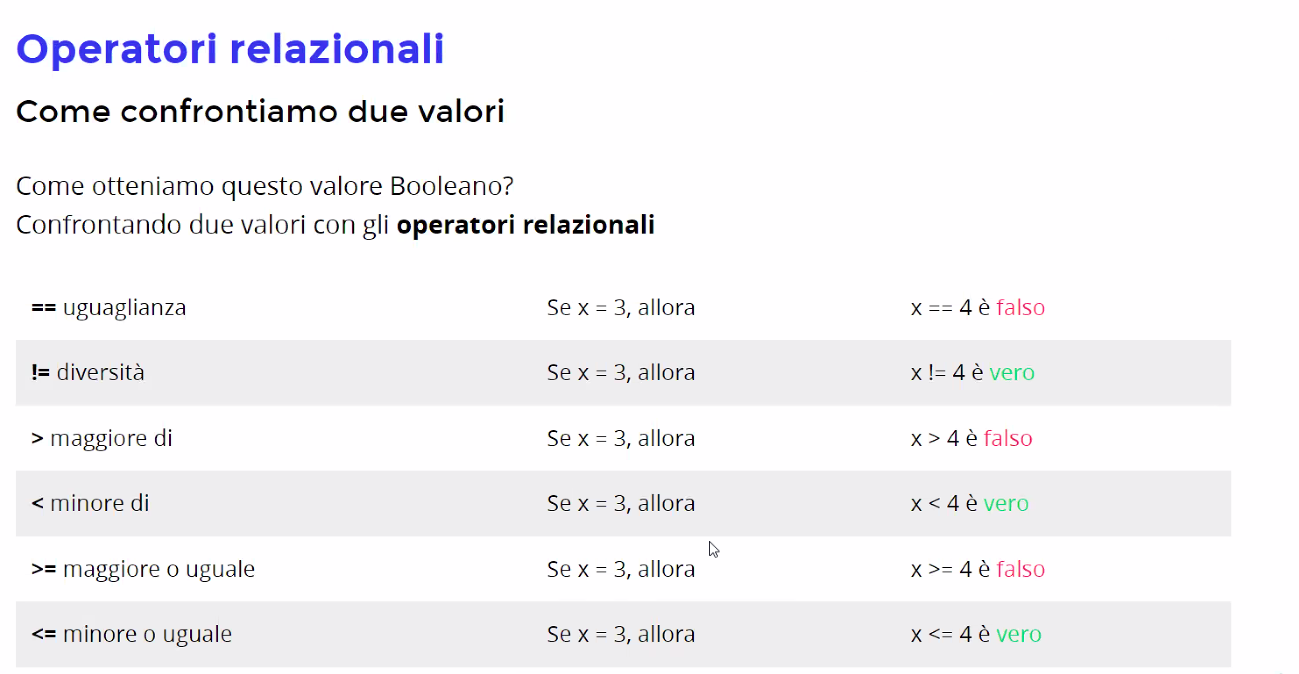 Operatori relazionali
Come confrontiamo due valori
Come otteniamo questo valore Booleano?
Confrontando due valori con gli operatori relazionali
== uguaglianza Se x = 3, allora x == 4 è falso
!= diversità Se x = 3, allora x != 4 è vero
> maggiore di Se x = 3, allora x > 4 è falso
< minore di Se x = 3, allora x < 4 è vero
>= maggiore o uguale Se x = 3, allora x >= 4 è falso
<= minore o uguale Se x = 3, allora x <= 4 è vero